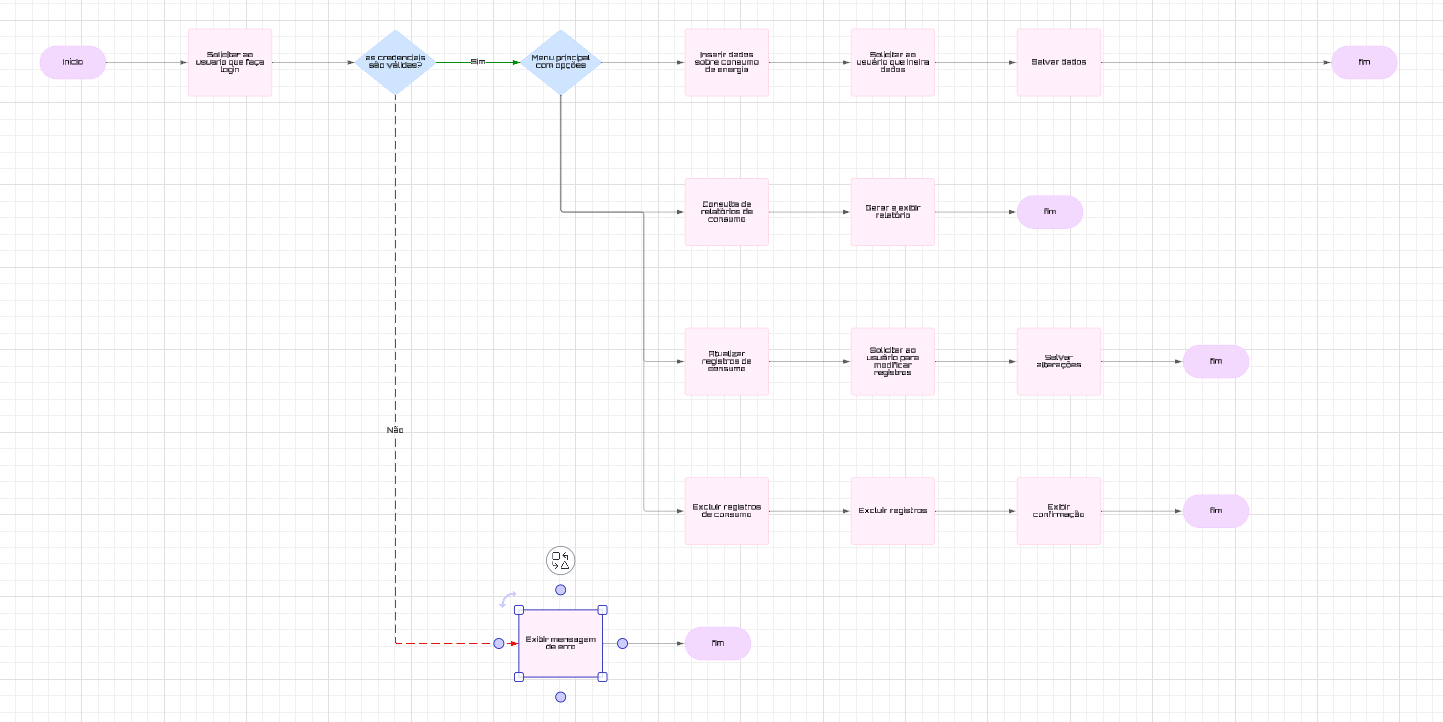 início
Solicitar ao
usuario que faça
login
as credenciais
são válidas?
Sim
Menu principal
com opções
Inserir dados
sobre consumo
de energia
Solicitar ao
usuário que insira
dados
Salvar dados
fim
Consulta de
relatórios de
consumo
Gerar e exibir
relatório
fim
Atualizar
registros de
consumo
Solicitar ao
usuário para
modificar
registros
Salvar
alterações
fim
Não
Excluir registros
de consumo
Excluir registros
Exibir
confirmação
fim
Exibir mensagem
de erro
fim